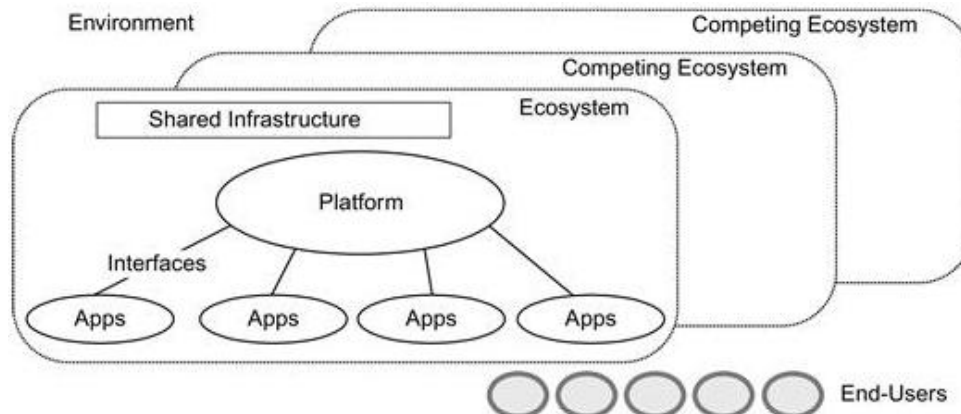 Environment
Competing Ecosystem
Competing Ecosystem
Ecosystem
Shared Infrastructure
Platform
Interfaces
Apps
Apps
Apps
Apps
End-Users